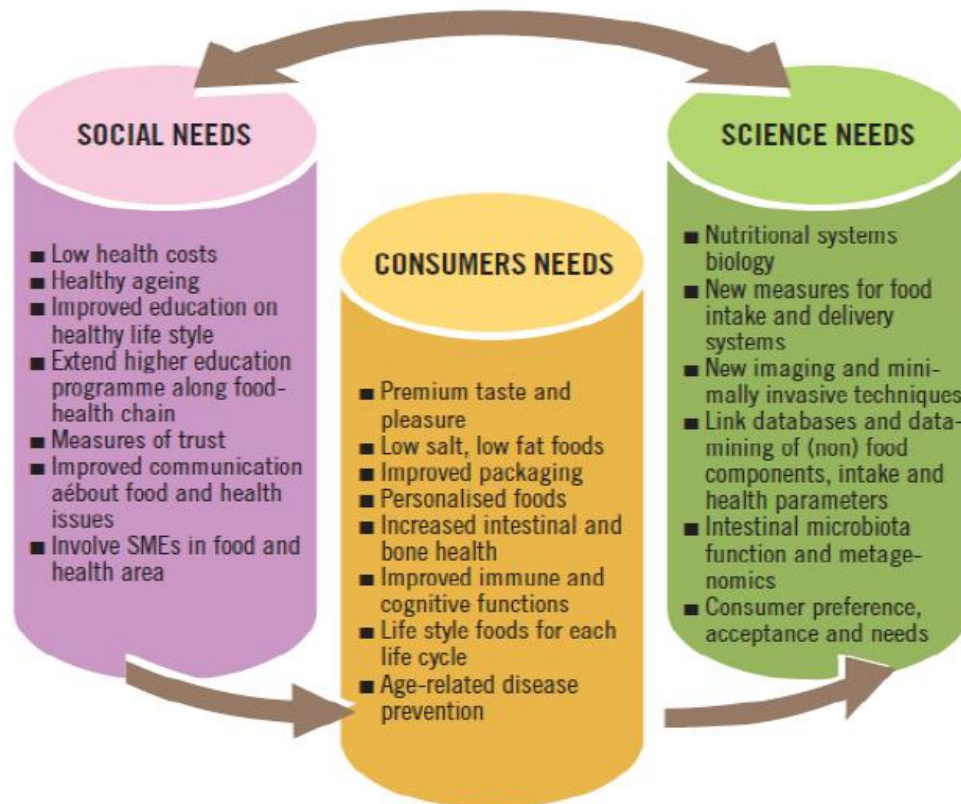 SOCIAL NEEDS
■ Low health costs
■ Healthy ageing
■ Improved education on
healthy life style
■ Extend higher education
programme along food-
health chain
■ Measures of trust
■ Improved communication
aébout food and health
issues
■ Involve SMEs in food and
health area
CONSUMERS NEEDS
■ Premium taste and
pleasure
■ Low salt, low fat foods
■ Improved packaging
■ Personalised foods
■ Increased intestinal and
bone health
■ Improved immune and
cognitive functions
■ Life style foods for each
life cycle
■ Age-related disease
prevention
SCIENCE NEEDS
■ Nutritional systems
biology
■ New measures for food
intake and delivery
systems
■ New imaging and mini-
mally invasive techniques
■ Link databases and data-
mining of (non) food
components, intake and
health parameters
■ Intestinal microbiota
function and metage-
nomics
■ Consumer preference,
acceptance and needs